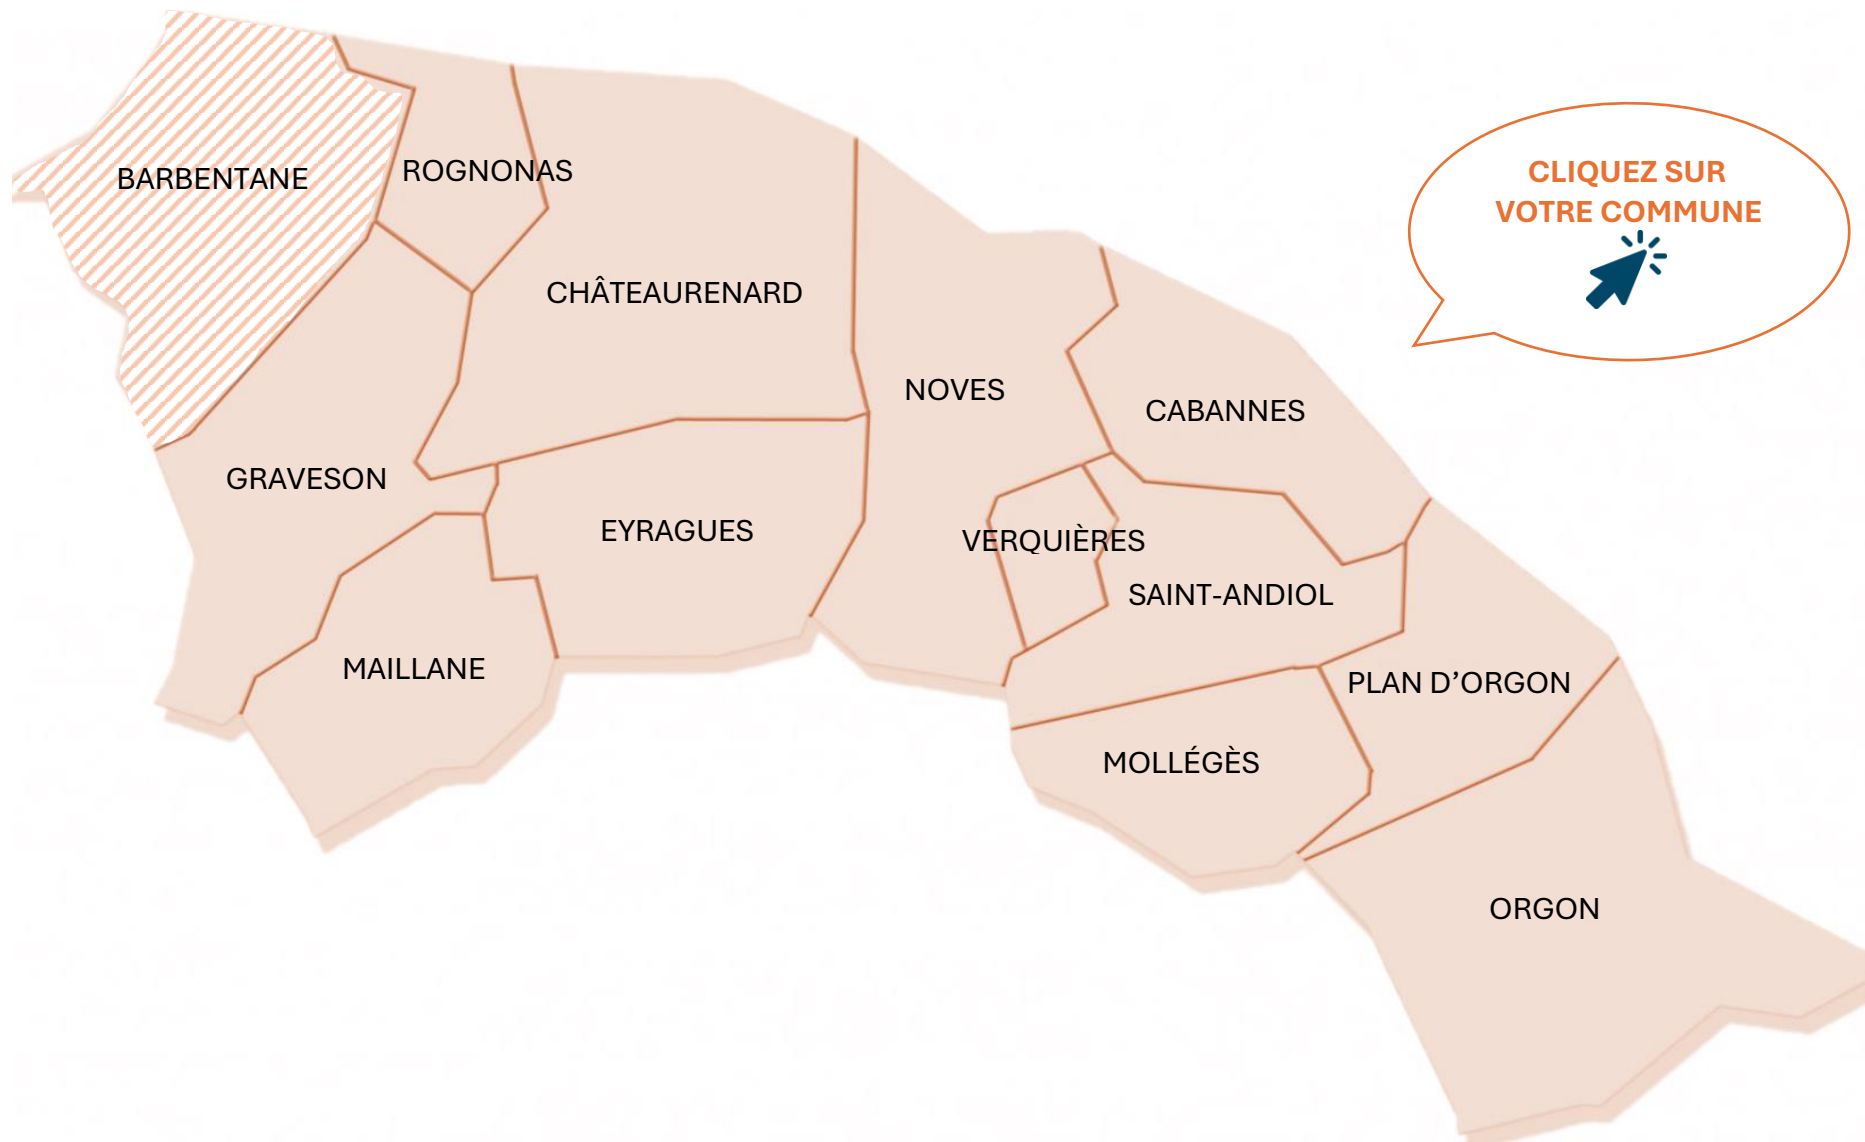 CLIQUEZ SUR
VOTRE COMMUNE
BARBENTANE
ROGNONAS
CHÂTEAURENARD
NOVES
CABANNES
GRAVESON
EYRAGUES
VERQUIÈRES
SAINT-ANDIOL
MAILLANE
PLAN D’ORGON
MOLLÉGÈS
ORGON